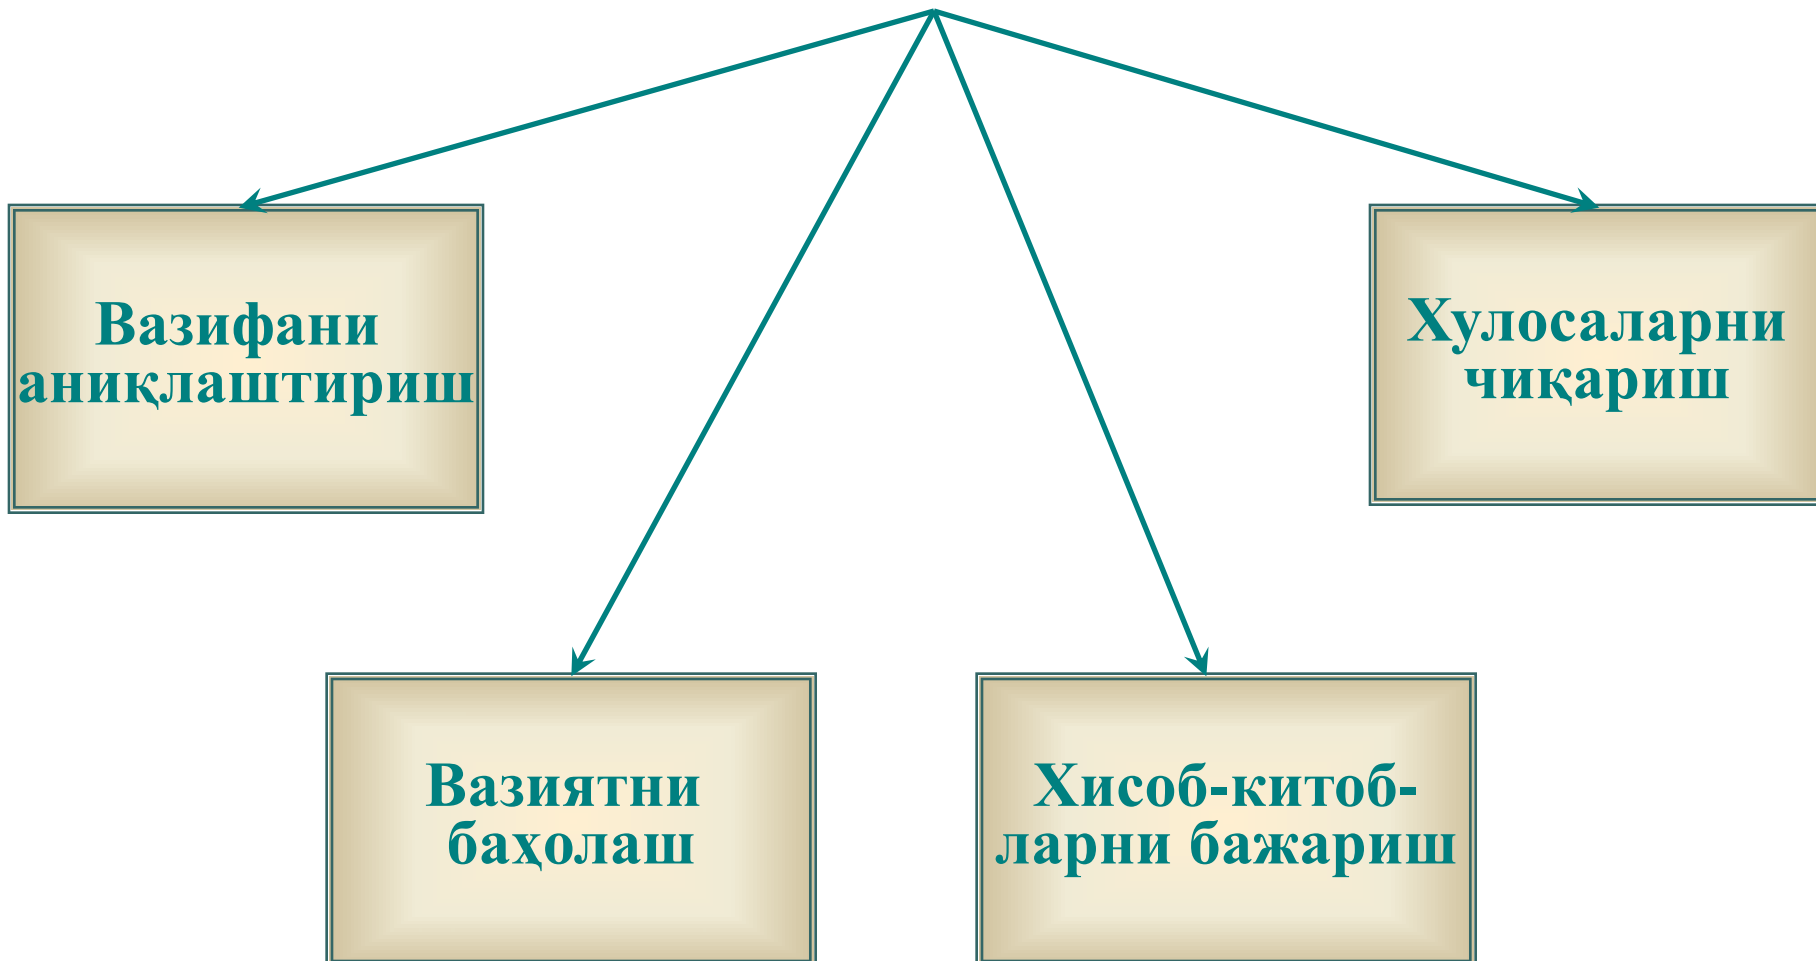 Вазифани
аниқлаштириш
Хулосаларни
чиқариш
Вазиятни
баҳолаш
Хисоб-китоб-
ларни бажариш